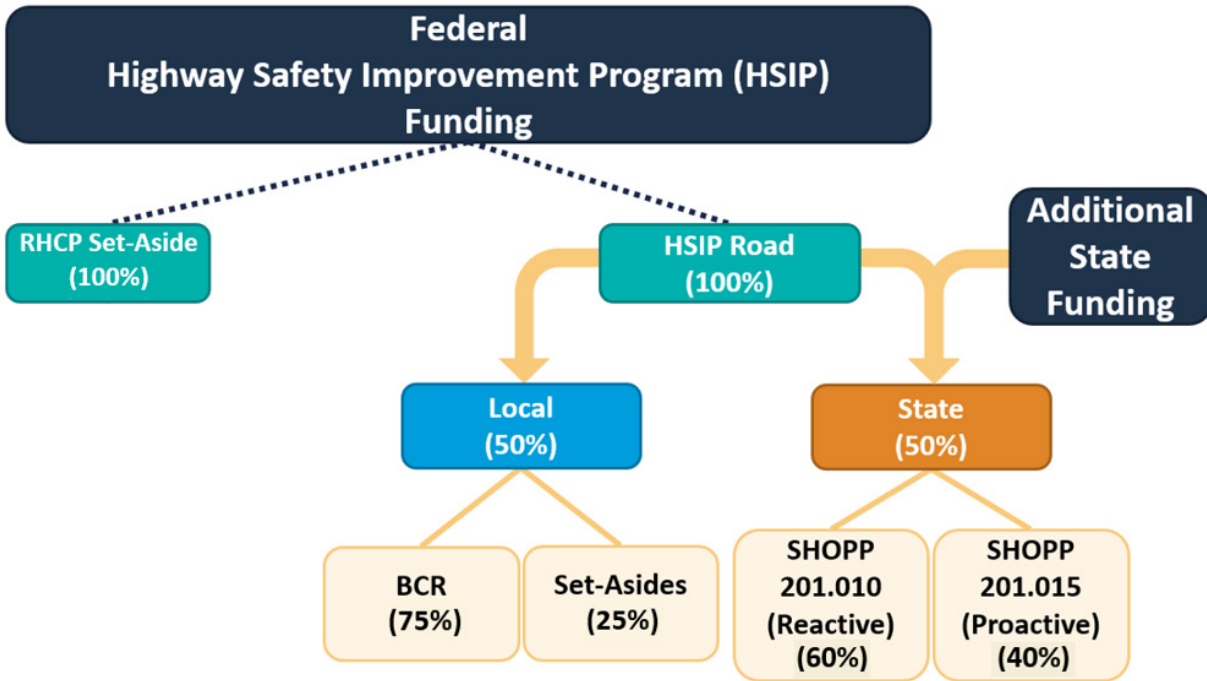 Federal
Highway Safety Improvement Program (HSIP)
Funding
RHCP Set-Aside
(100%)
HSIP Road
(100%)
Additional
State
Funding
Local
(50%)
State
(50%)
BCR
(75%)
Set-Asides
(25%)
SHOPP
201.010
(Reactive)
(60%)
SHOPP
201.015
(Proactive)
(40%)